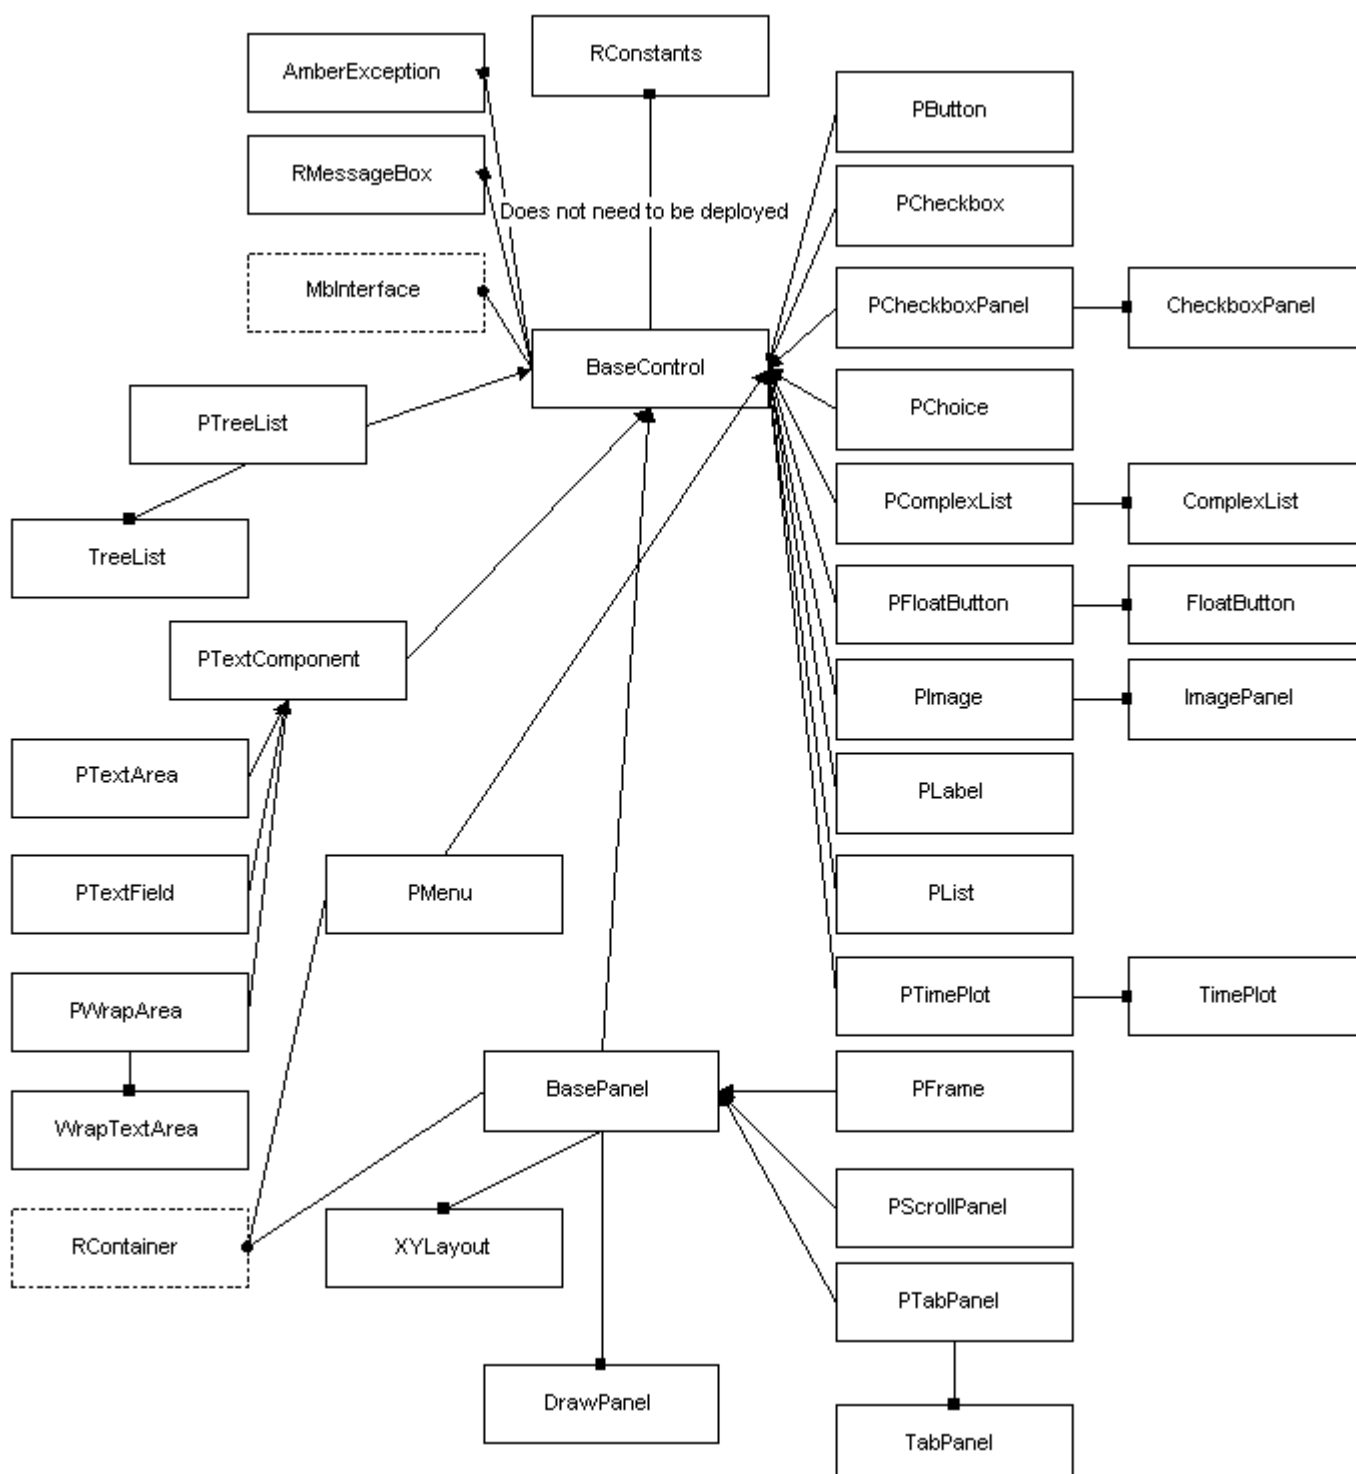 RConstants
AmberException
PButton
RMessageBox
PCheckbox
Does not need to be deployed
MbInterface
PCheckboxPanel
CheckboxPanel
BaseControl
PChoice
PTreeList
PComplexList
ComplexList
TreeList
PFloatButton
FloatButton
PTextComponent
PImage
ImagePanel
PTextArea
PLabel
PTextField
PMenu
PList
PWrapArea
PTimePlot
TimePlot
BasePanel
PFrame
WrapTextArea
PScrollPanel
RContainer
XYLayout
PTabPanel
DrawPanel
TabPanel